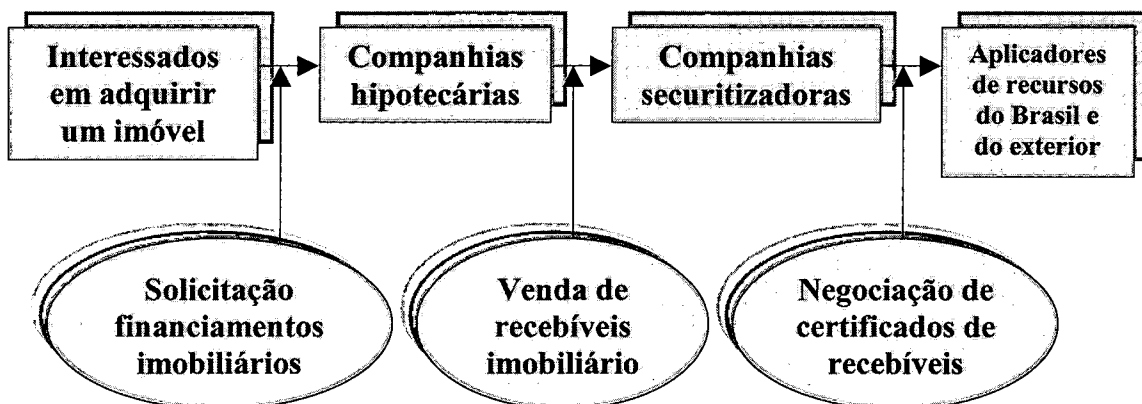 Interessados
em adquirir
um imóvel
Companhias
hipotecárias
Companhias
securitizadoras
Aplicadores
de recursos
do Brasil e
do exterior
Solicitação
financiamentos
imobiliários
Venda de
recebíveis
imobiliário
Negociação de
certificados de
recebíveis